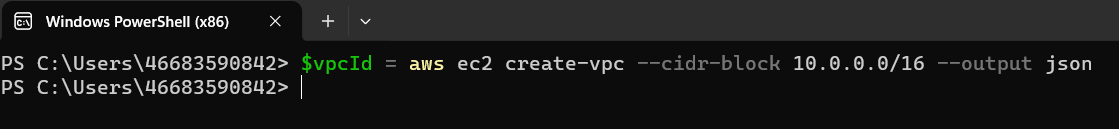 Windows PowerShell (x86)
PS C:\Users\46683590842> $vpcId = aws ec2 create-vpc --cidr-block 10.0.0.0/16 --output json
PS C:\Users\46683590842>